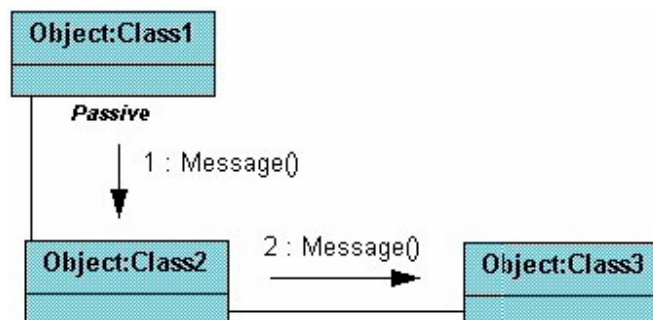 Object:Class1
Passive
1 : Message()
Object:Class2
2 : Message()
Object:Class3